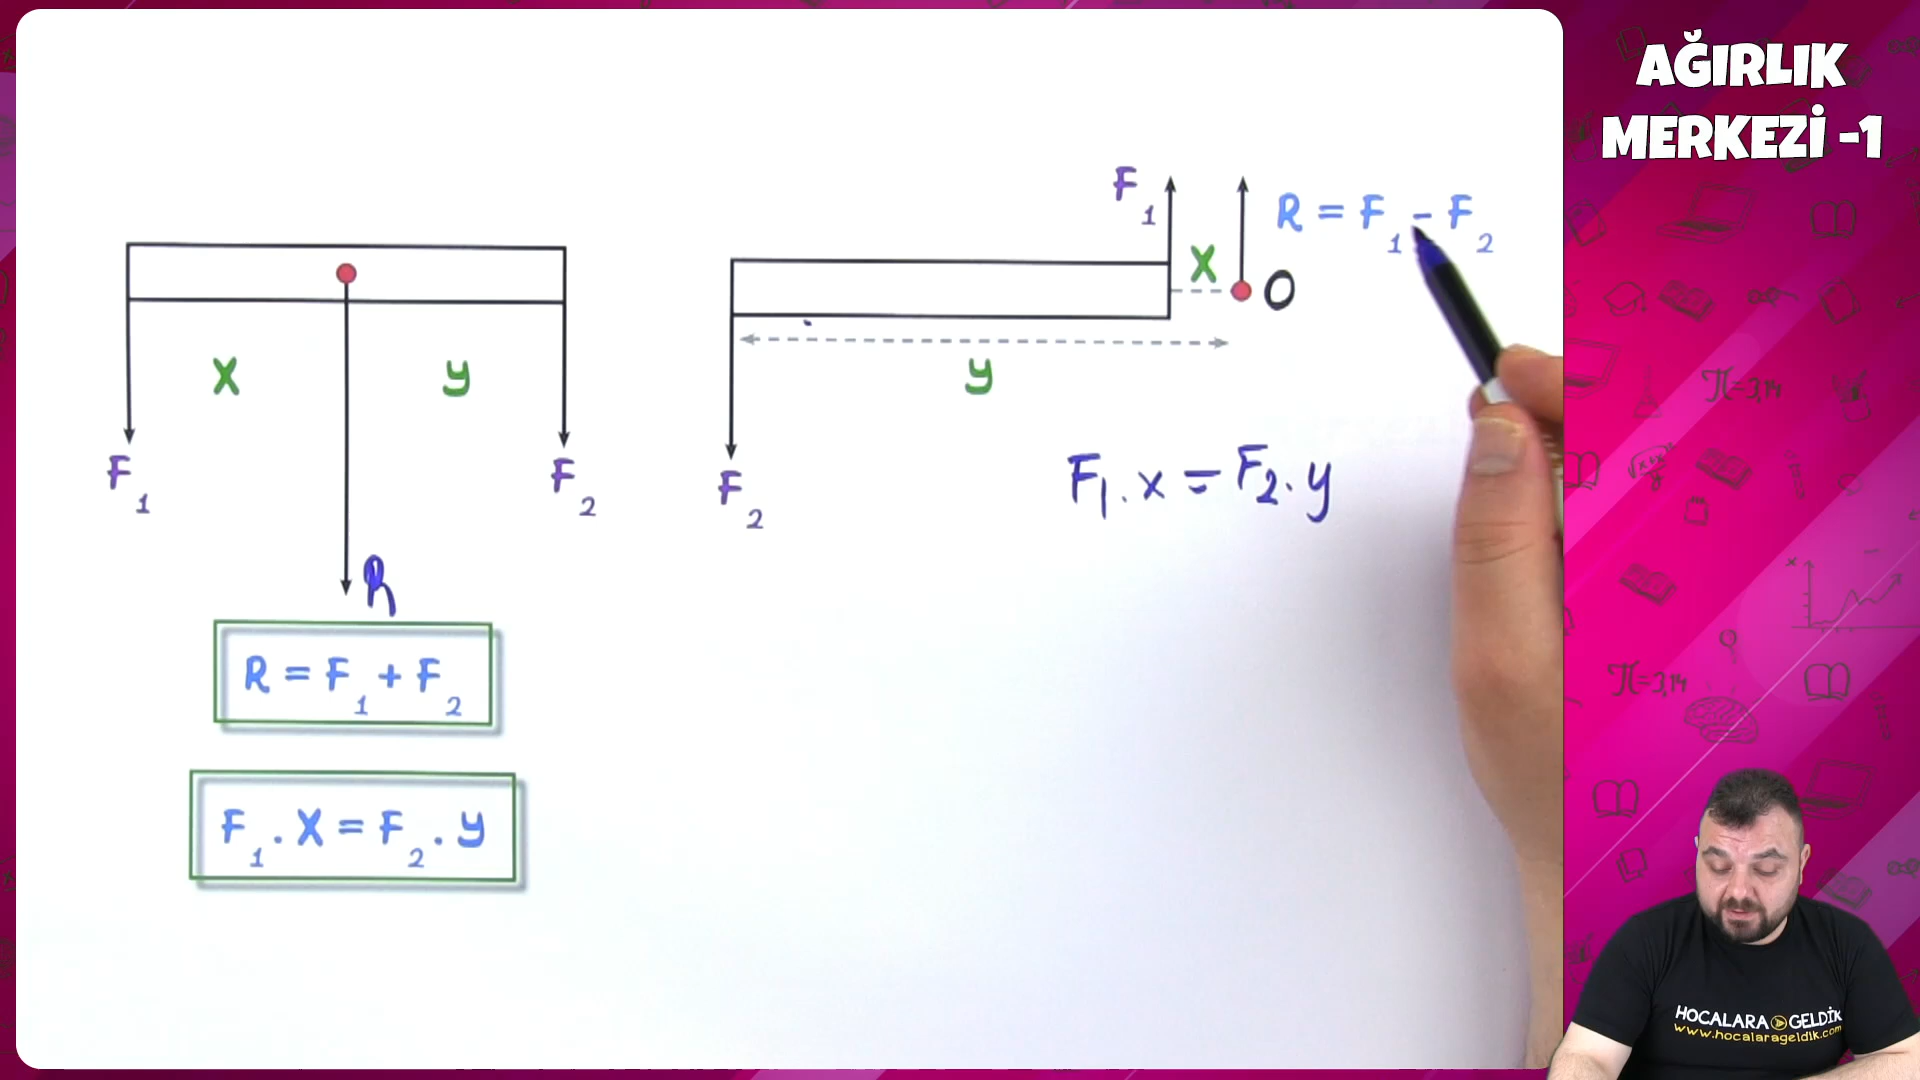 AĞIRLIK
MERKEZİ -1
x y
F1 F2
R
R = F1 + F2
F1 . X = F2 . y
F1 R = F1 - F2
X O
y
F2
F1 . x = F2 . y
π=3,14
π=3,14
HOCALARA GELDİK
www.hocalarageldik.com